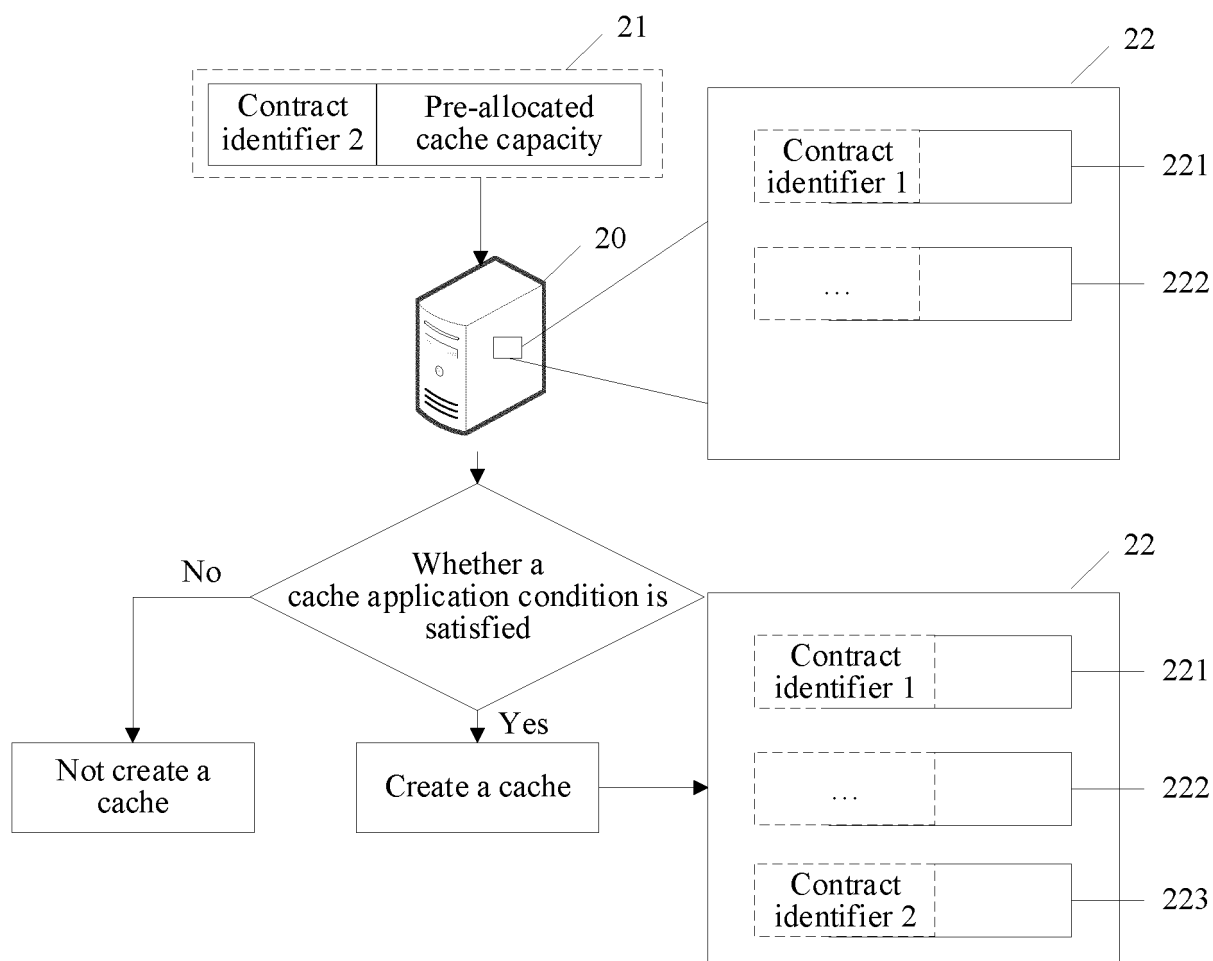 21
22
Contract
identifier 2
Pre-allocated
cache capacity
Contract
identifier 1
221
20
...
222
22
No
Whether a
cache application condition is
satisfied
Contract
identifier 1
221
Yes
Not create a
cache
Create a cache
...
222
Contract
identifier 2
223